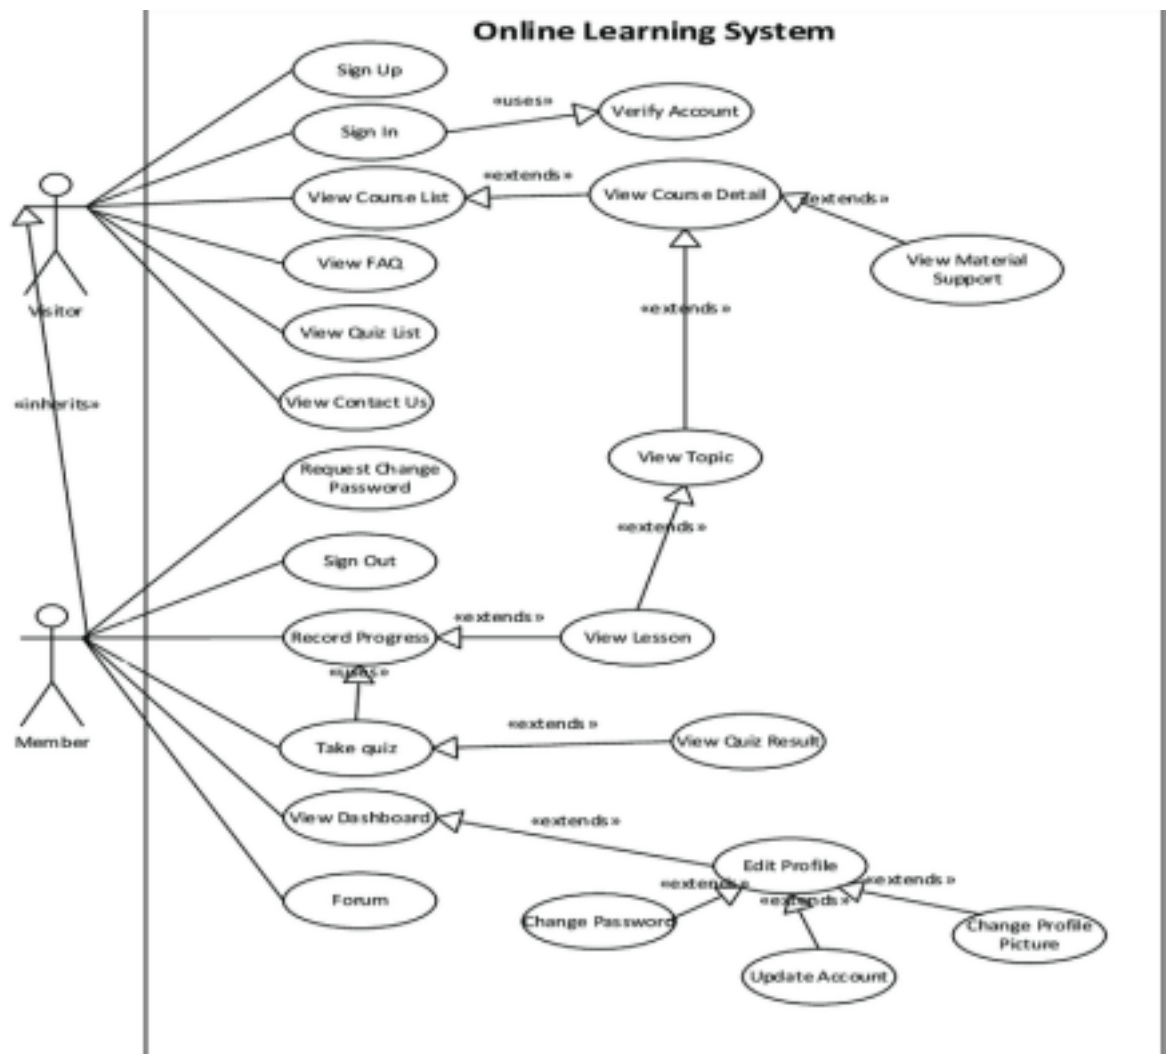 Online Learning System
Sign Up
«uses»
Verify Account
Sign In
«extends»
View Course List
View Course Detail
«extends»
View FAQ
View Material
Support
Visitor
«extends»
View Quiz List
«inherits»
View Contact Us
View Topic
Request Change
Password
«extends»
Sign Out
«extends»
Record Progress
View Lesson
«uses»
Member
«extends»
Take quiz
View Quiz Result
View Dashboard
«extends»
Edit Profile
«extends»
«extends»
«extends»
Forum
Change Password
Change Profile
Picture
Update Account